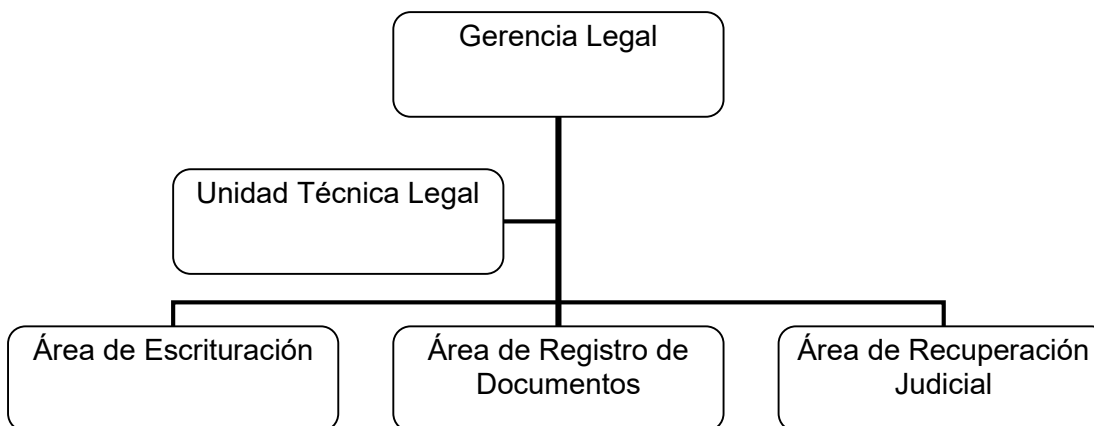 Gerencia Legal
Unidad Técnica Legal
Área de Escrituración
Área de Registro de
Documentos
Área de Recuperación
Judicial